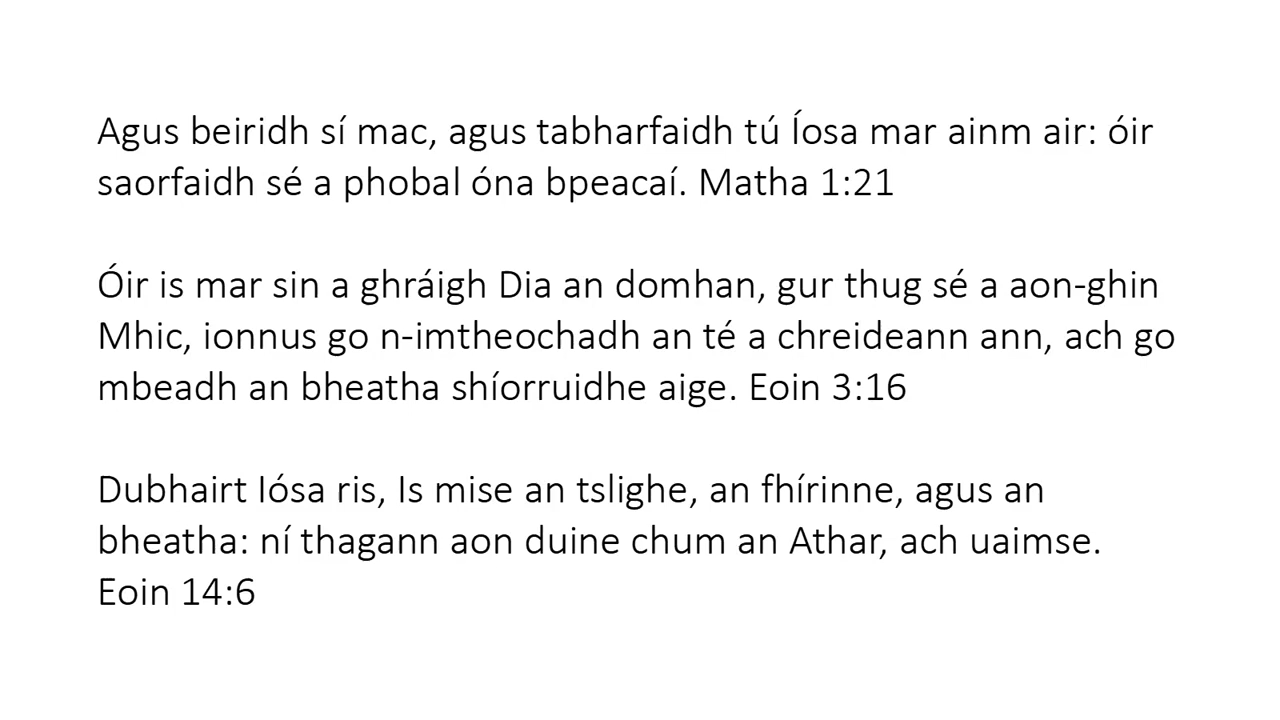 Agus beiridh sí mac, agus tabharfaidh tú Íosa mar ainm air: óir
saorfaidh sé a phobal óna bpeacaí. Matha 1:21
Óir is mar sin a ghráigh Dia an domhan, gur thug sé a aon-ghin
Mhic, ionnus go n-imtheochadh an té a chreideann ann, ach go
mbeadh an bheatha shíorruidhe aige. Eoin 3:16
Dubhairt Iósa ris, Is mise an tslighe, an fhírinne, agus an
bheatha: ní thagann aon duine chum an Athar, ach uaimse.
Eoin 14:6